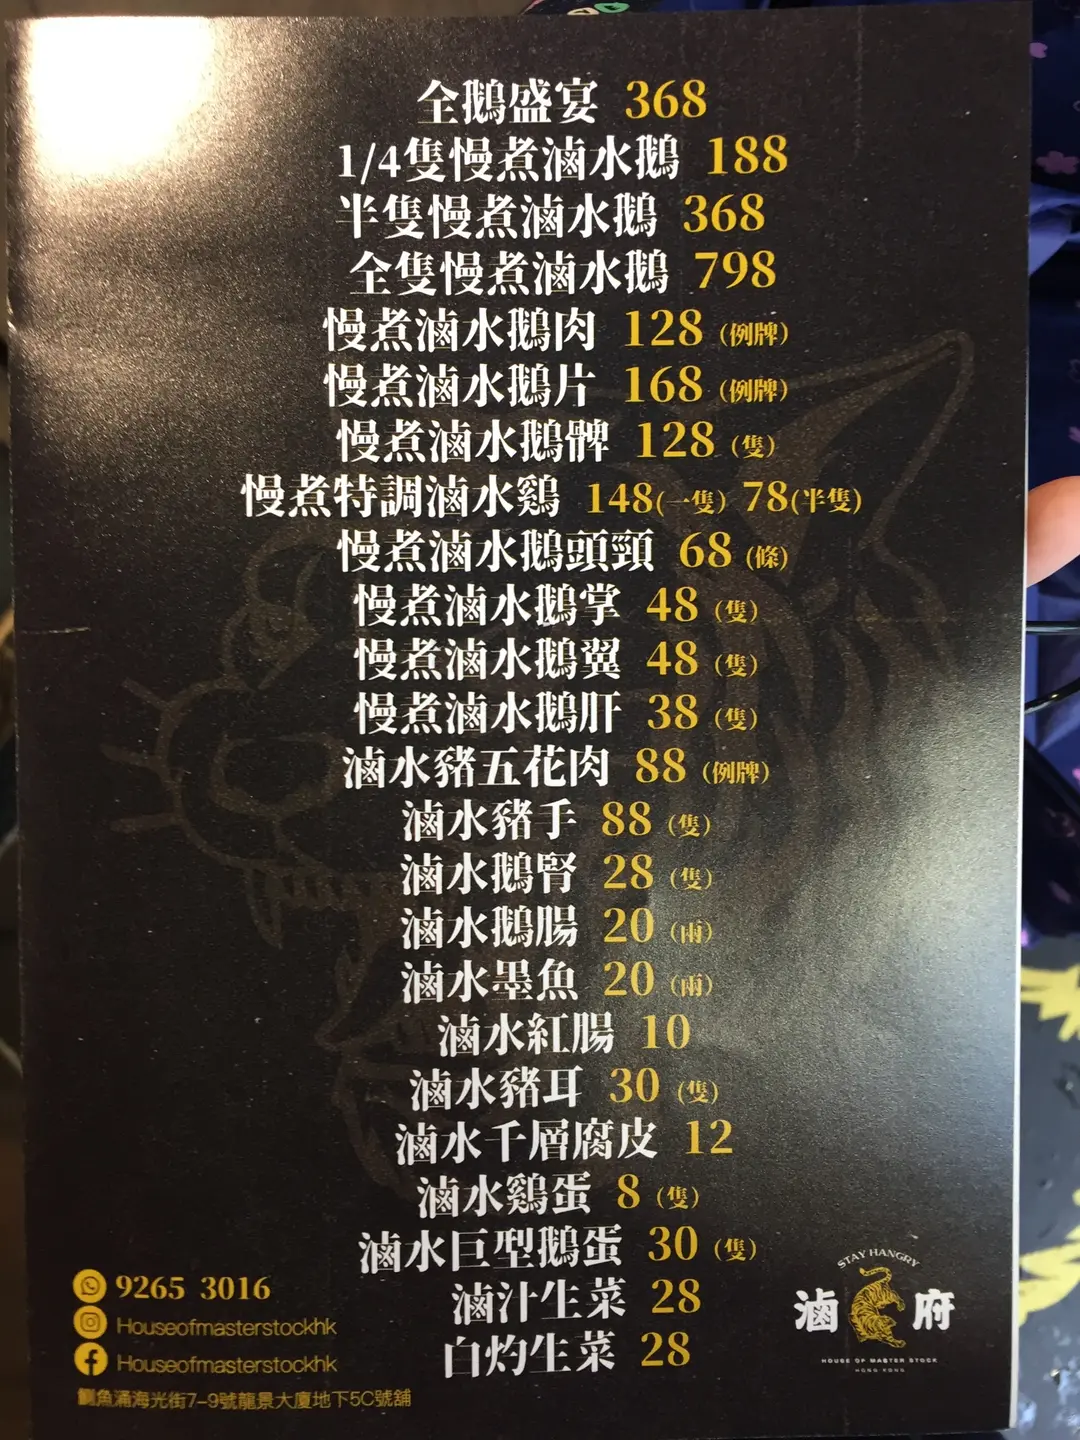 全鵝盛宴 368
1/4隻慢煮滷水鵝 188
半隻慢煮滷水鵝 368
全隻慢煮滷水鵝 798
慢煮滷水鵝肉 128 (例牌)
慢煮滷水鵝片 168 (例牌)
慢煮滷水鵝髀 128 (隻)
慢煮特調滷水鷄 148(一隻) 78(半隻)
慢煮滷水鵝頭頸 68 (條)
慢煮滷水鵝掌 48 (隻)
慢煮滷水鵝翼 48 (隻)
慢煮滷水鵝肝 38 (隻)
滷水豬五花肉 88 (例牌)
滷水豬手 88 (隻)
滷水鵝腎 28 (隻)
滷水鵝腸 20 (兩)
滷水墨魚 20 (兩)
滷水紅腸 10
滷水豬耳 30 (隻)
滷水千層腐皮 12
滷水鷄蛋 8 (隻)
滷水巨型鵝蛋 30 (隻)
滷汁生菜 28
白灼生菜 28
9265 3016
Houseofmasterstockhk
Houseofmasterstockhk
鰂魚涌海光街7-9號龍景大廈地下5C號舖
STAY HANGRY
滷府
HOUSE OF MASTER STOCK
HONG KONG